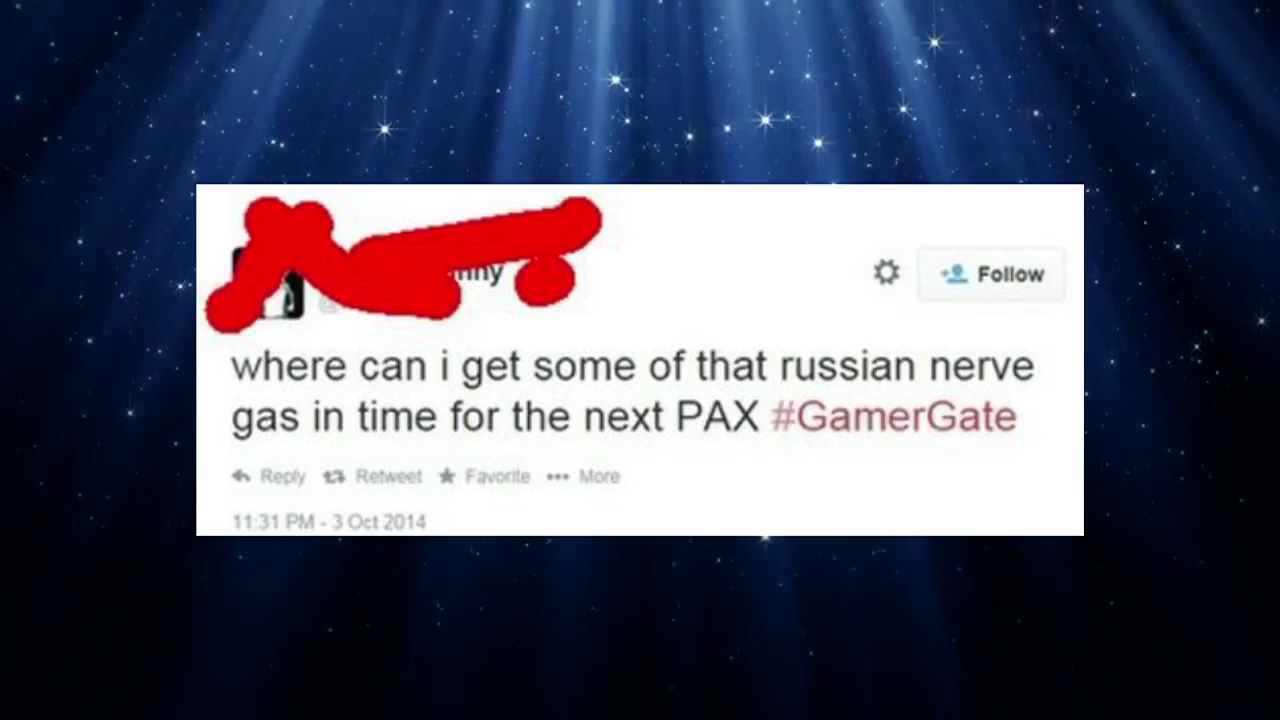 nny
Follow
where can i get some of that russian nerve
gas in time for the next PAX #GamerGate
Reply Retweet Favorite ••• More
11:31 PM - 3 Oct 2014